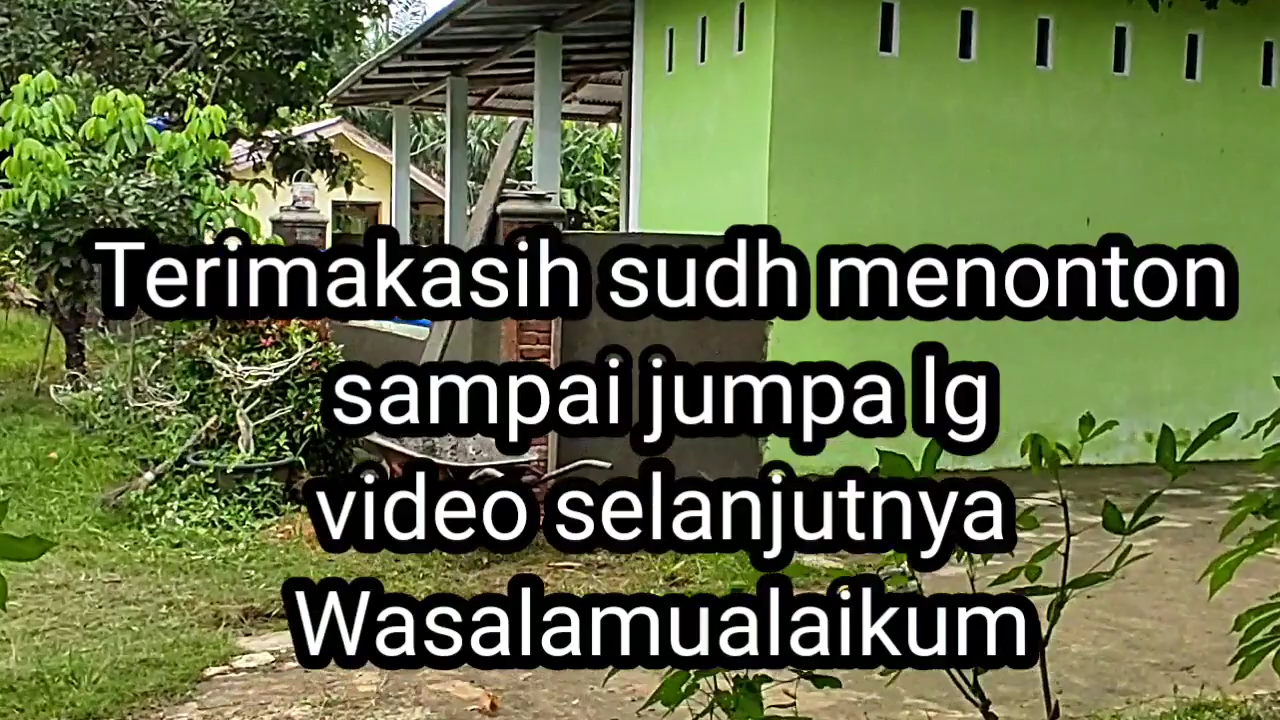 Terimakasih sudh menonton
sampai jumpa lg
video selanjutnya
Wasalamualaikum